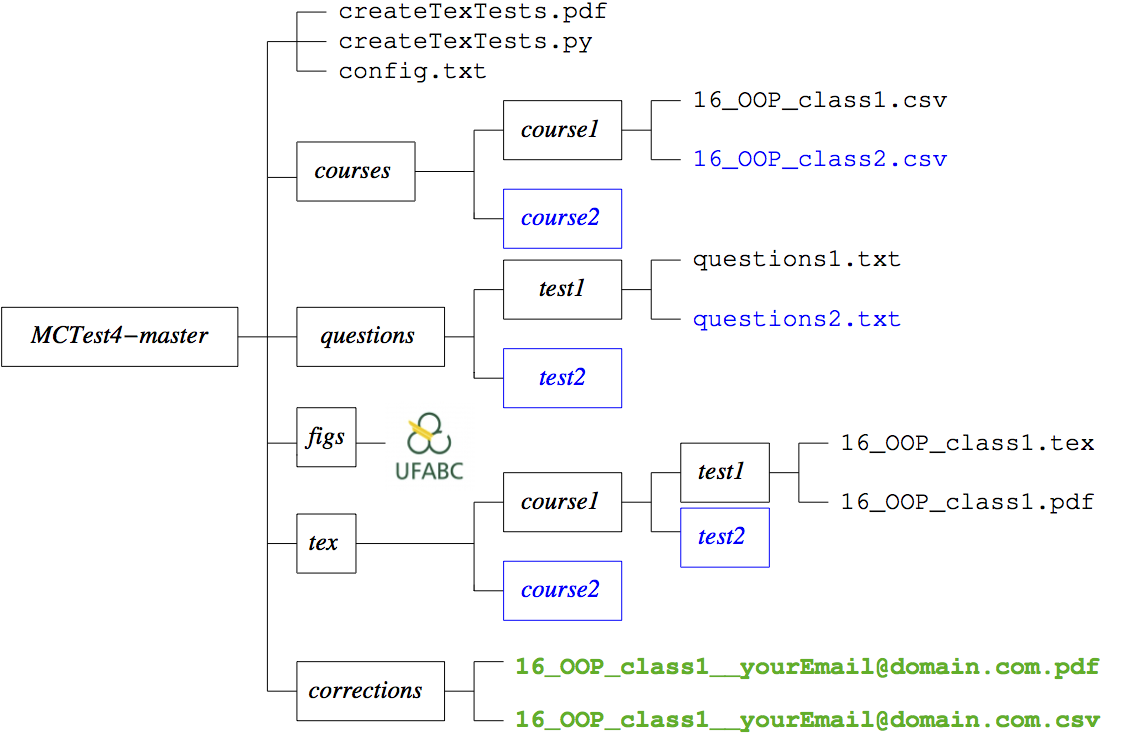 createTexTests.pdf
createTexTests.py
config.txt
16_OOP_class1.csv
course1
16_OOP_class2.csv
courses
course2
questions1.txt
test1
questions2.txt
MCTest4-master
questions
test2
figs
UFABC
16_OOP_class1.tex
test1
course1
16_OOP_class1.pdf
test2
tex
course2
16_OOP_class1__yourEmail@domain.com.pdf
corrections
16_OOP_class1__yourEmail@domain.com.csv